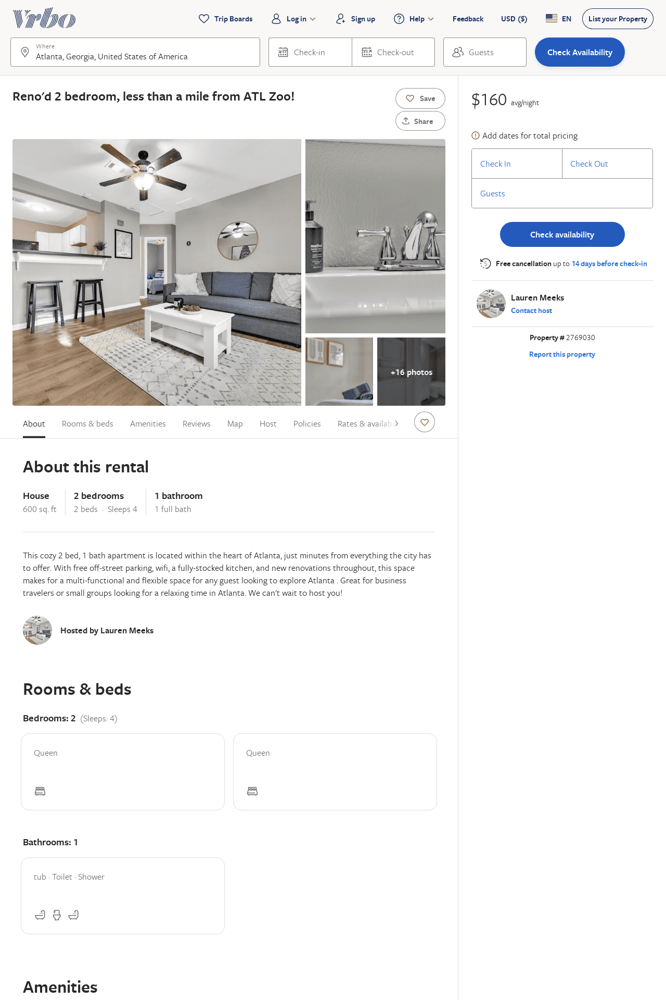 Vrbo
Trip Boards
Log in
Sign up
Help
Feedback
USD ($)
EN
List your Property
Where
Atlanta, Georgia, United States of America
Check-in
Check-out
Guests
Check Availability
Reno'd 2 bedroom, less than a mile from ATL Zoo!
Save
Share
$160 avg/night
Add dates for total pricing
Check In
Check Out
Guests
Check availability
Free cancellation up to 14 days before check-in
Lauren Meeks
Contact host
Property # 2769030
Report this property
method
HAND WASH
+16 photos
About
Rooms & beds
Amenities
Reviews
Map
Host
Policies
Rates & availab
About this rental
House
600 sq. ft
2 bedrooms
2 beds · Sleeps 4
1 bathroom
1 full bath
This cozy 2 bed, 1 bath apartment is located within the heart of Atlanta, just minutes from everything the city has
to offer. With free off-street parking, wifi, a fully-stocked kitchen, and new renovations throughout, this space
makes for a multi-functional and flexible space for any guest looking to explore Atlanta . Great for business
travelers or small groups looking for a relaxing time in Atlanta. We can't wait to host you!
Hosted by Lauren Meeks
Rooms & beds
Bedrooms: 2 (Sleeps: 4)
Queen
Queen
Bathrooms: 1
tub · Toilet · Shower
Amenities